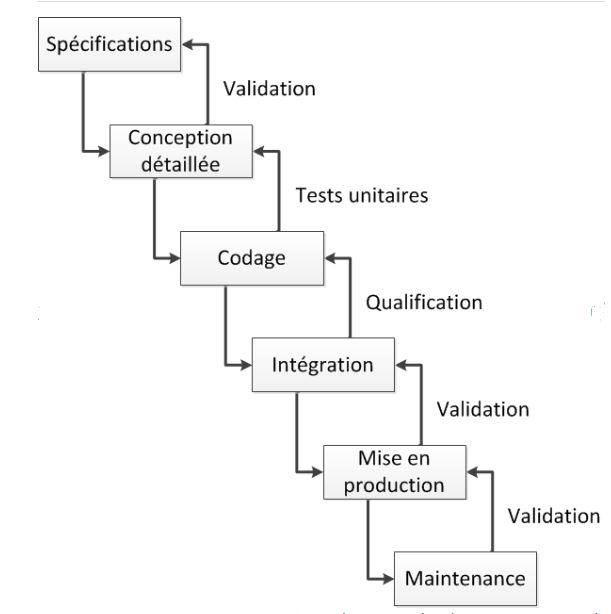 Spécifications
Validation
Conception
détaillée
Tests unitaires
Codage
Qualification
Intégration
Validation
Mise en
production
Validation
Maintenance